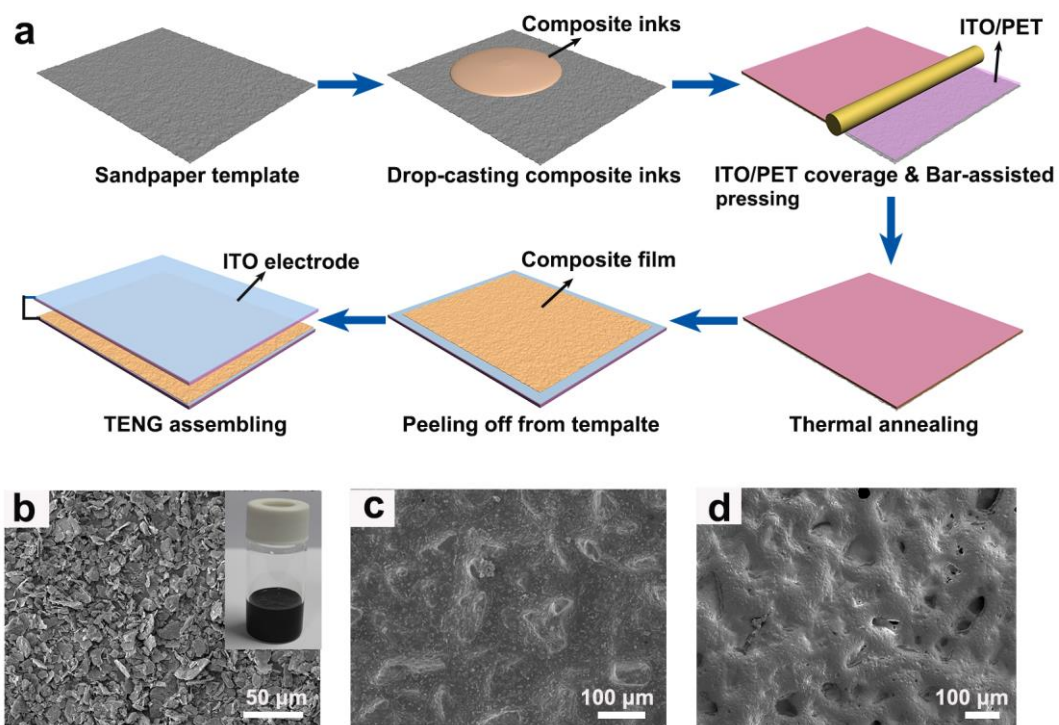 a
Composite inks
ITO/PET
Sandpaper template
Drop-casting composite inks
ITO/PET coverage & Bar-assisted
pressing
ITO electrode
Composite film
TENG assembling
Peeling off from tempalte
Thermal annealing
b
50 μm
c
100 μm
d
100 μm